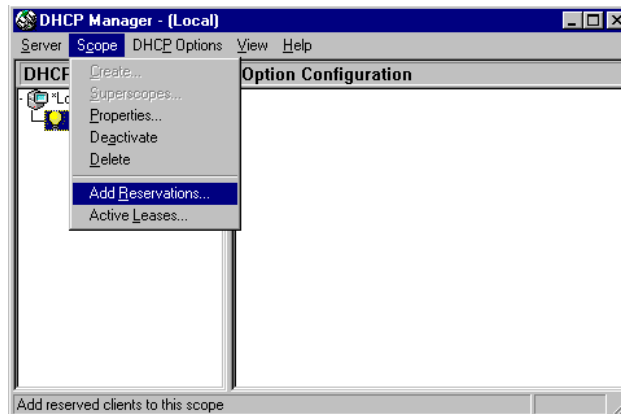 DHCP Manager - (Local)
Server Scope DHCP Options View Help
DHCP Option Configuration
Create...
Superscopes...
Properties...
Deactivate
Delete
Add Reservations...
Active Leases...
Add reserved clients to this scope